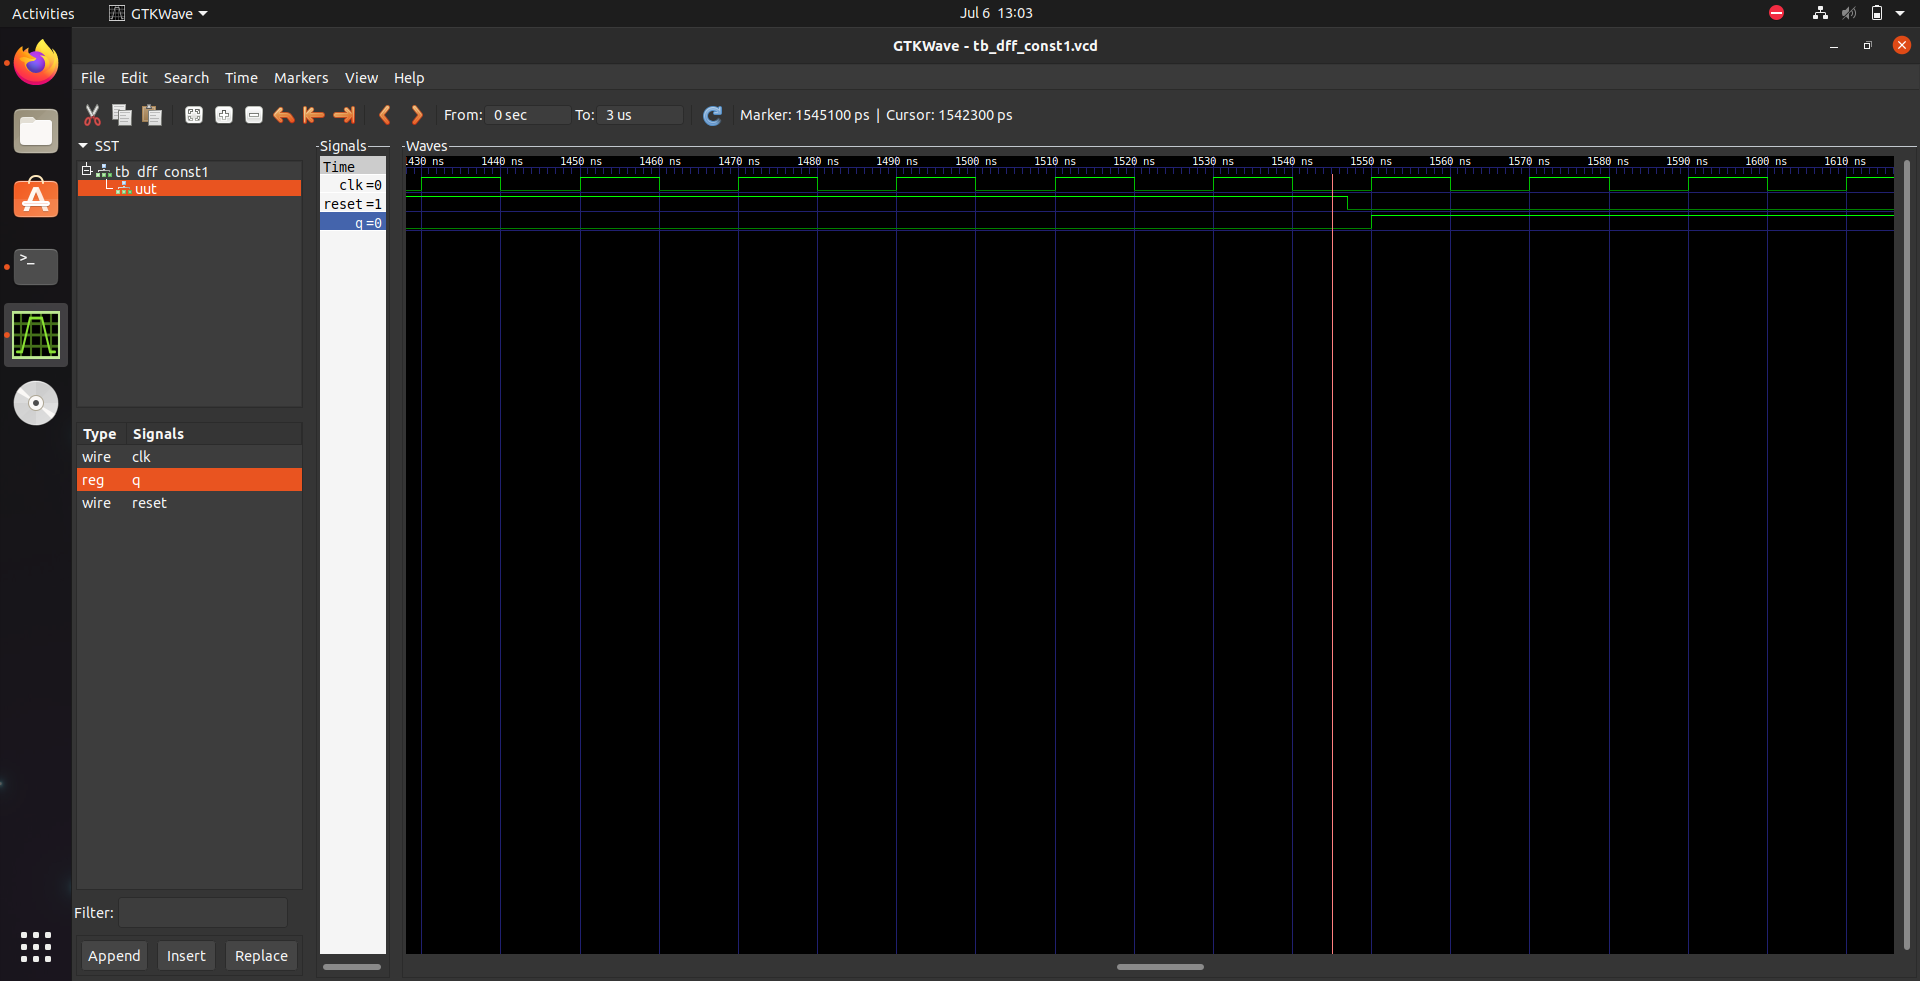 Activities GTKWave Jul 6 13:03
GTKWave - tb_dff_const1.vcd
File Edit Search Time Markers View Help
From: 0 sec To: 3 us Marker: 1545100 ps | Cursor: 1542300 ps
SST
tb_dff_const1
uut
Type Signals
wire clk
reg q
wire reset
Filter:
Append Insert Replace
Signals
Time
clk=0
reset=1
q=0
Waves
1430 ns 1440 ns 1450 ns 1460 ns 1470 ns 1480 ns 1490 ns 1500 ns 1510 ns 1520 ns 1530 ns 1540 ns 1550 ns 1560 ns 1570 ns 1580 ns 1590 ns 1600 ns 1610 ns